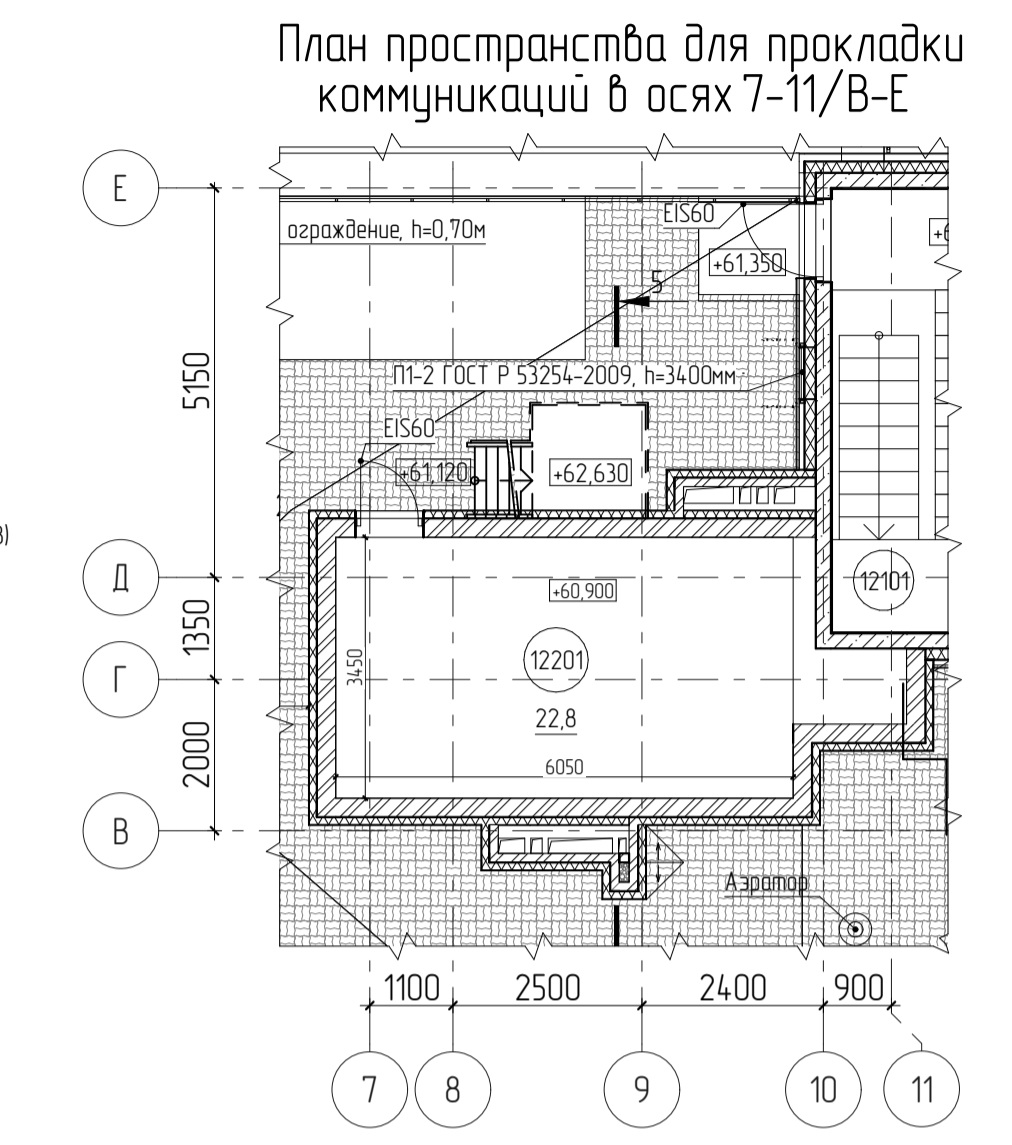 План пространства для прокладки
коммуникаций в осях 7-11/В-Е
Е
ограждение, h=0,70м
EIS60
+61,350
5
5150
П1-2 ГОСТ Р 53254-2009, h=3400мм
EIS60
+61,120
+62,630
в)
Д
+60,900
12101
1350
3450
12201
Г
22,8
2000
6050
В
Аэратор
1100
2500
2400
900
7
8
9
10
11